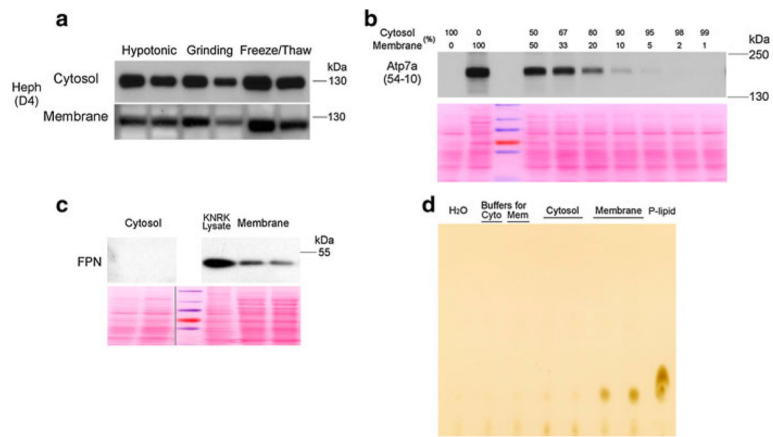 a
Hypotonic Grinding Freeze/Thaw
kDa
Heph
(D4)
Cytosol
130
Membrane
130
b
Cytosol
Membrane
(%)
100 0 50 67 80 90 95 98 99
0 100 50 33 20 10 5 2 1
kDa
250
Atp7a
(54-10)
130
c
Cytosol
KNRK
Lysate
Membrane
kDa
FPN
55
d
H2O
Buffers for
Cyto Mem
Cytosol
Membrane
P-lipid